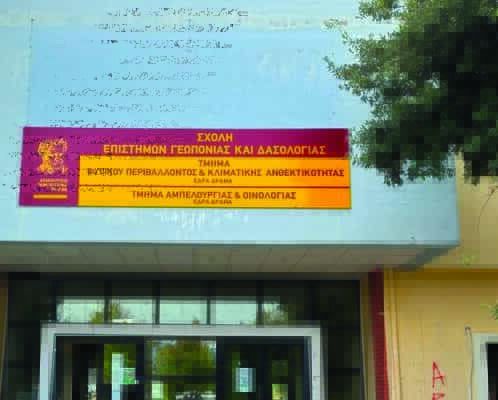 ΣΧΟΛΗ
ΕΠΙΣΤΗΜΩΝ ΓΕΩΠΟΝΙΑΣ ΚΑΙ ΔΑΣΟΛΟΓΙΑΣ
ΤΜΗΜΑ
ΠΕΡΙΒΑΛΛΟΝΤΟΣ & ΚΛΙΜΑΤΙΚΗΣ ΑΝΘΕΚΤΙΚΟΤΗΤΑΣ
ΕΔΡΑ ΔΡΑΜΑ
ΤΜΗΜΑ ΑΜΠΕΛΟΥΡΓΙΑΣ & ΟΙΝΟΛΟΓΙΑΣ
ΕΔΡΑ ΔΡΑΜΑ